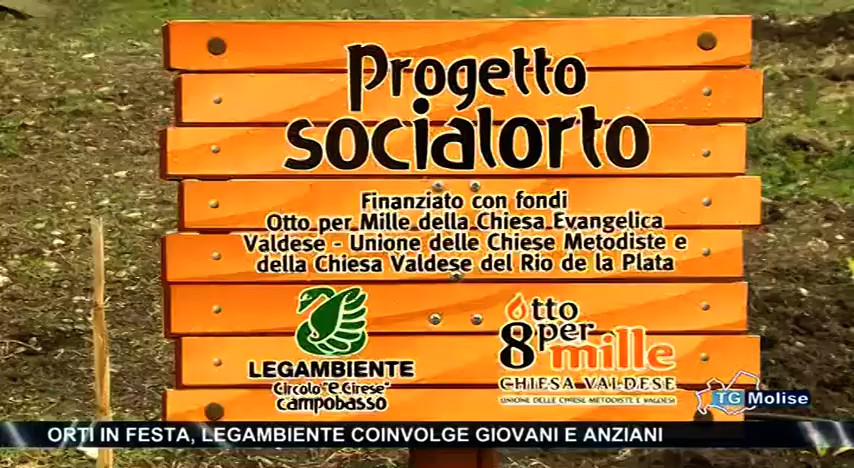 Progetto
socialorto
Finanziato con fondi
Otto per Mille della Chiesa Evangelica
Valdese - Unione delle Chiese Metodiste e
della Chiesa Valdese del Rio de la Plata
LEGAMBIENTE
Circolo "E. Cirese"
campobasso
8 otto
per
mille
CHIESA VALDESE
UNIONE DELLE CHIESE METODISTE E VALDESI
TG Molise
ORTI IN FESTA, LEGAMBIENTE COINVOLGE GIOVANI E ANZIANI